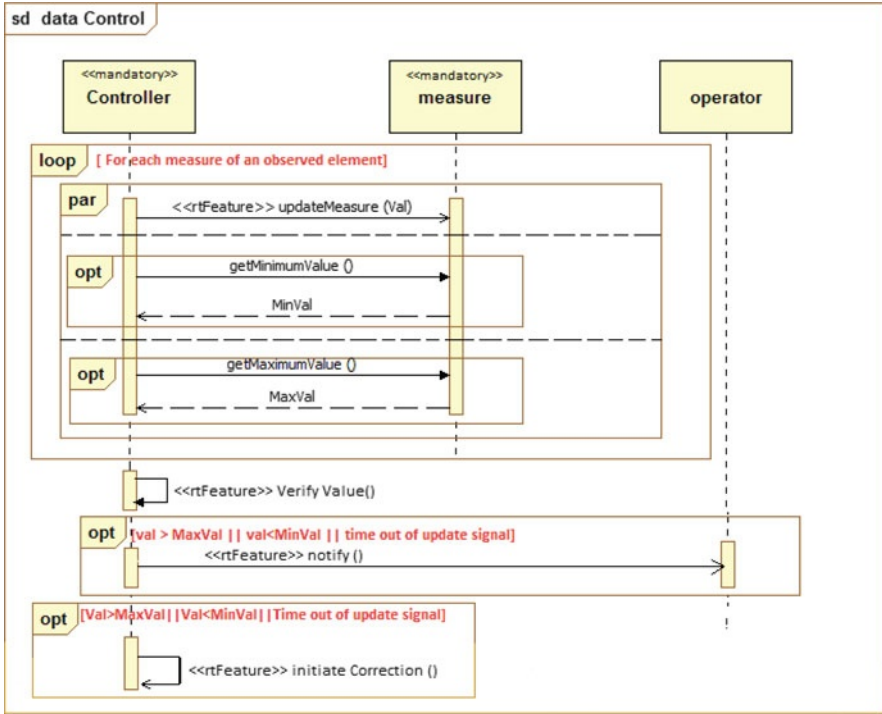 sd data Control
<<mandatory>>
Controller
<<mandatory>>
measure
operator
loop [ For each measure of an observed element]
par
<<rtFeature>> updateMeasure (Val)
opt
getMinimumValue ()
MinVal
opt
getMaximumValue ()
MaxVal
<<rtFeature>> Verify Value()
opt [val > MaxVal || val<MinVal || time out of update signal]
<<rtFeature>> notify ()
opt [Val>MaxVal||Val<MinVal||Time out of update signal]
<<rtFeature>> initiate Correction ()